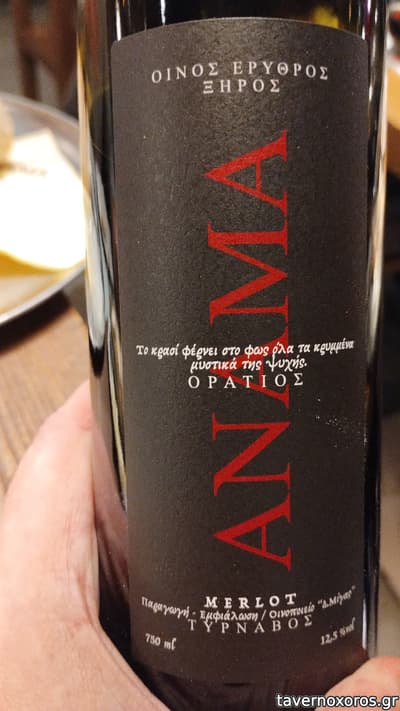 ΟΙΝΟΣ ΕΡΥΘΡΟΣ
ΞΗΡΟΣ
ΑΝΑΜΑ
Το κρασί φέρνει στο φως όλα τα κρυμμένα
μυστικά της ψυχής.
ΟΡΑΤΙΟΣ
MERLOT
Παραγωγή - Εμφιάλωση / Οινοποιείο "Δ.Μίγας"
ΤΥΡΝΑΒΟΣ
750 ml
12,5 %vol
tavernoxoros.gr